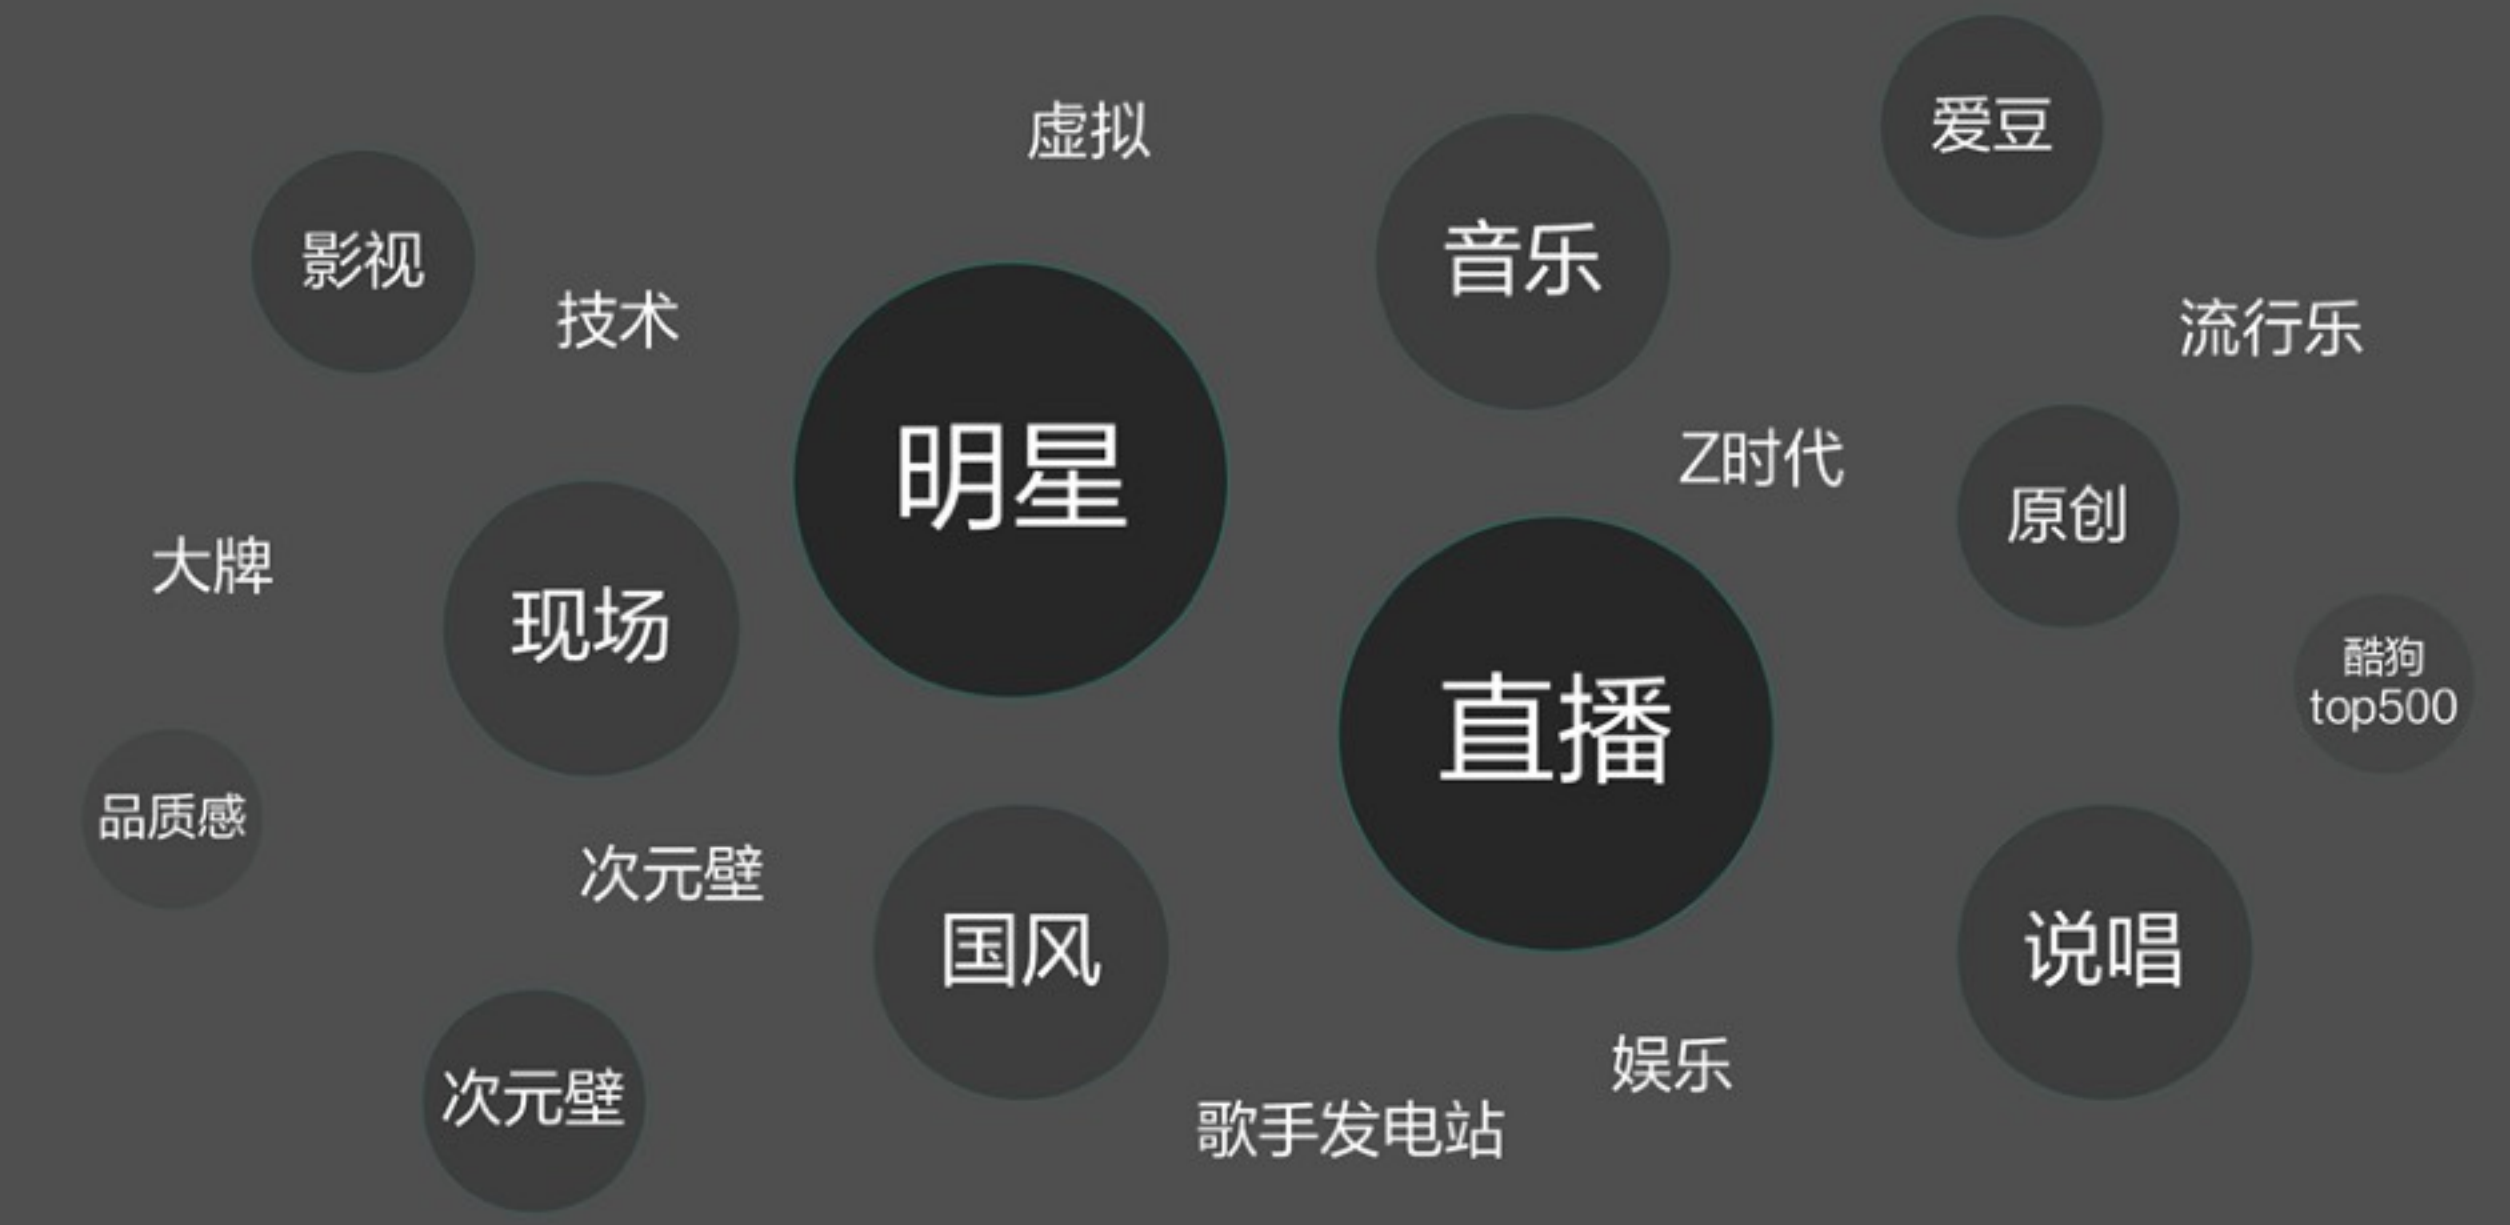 爱豆
虚拟
音乐
影视
技术
流行乐
明星
Z时代
原创
大牌
现场
酷狗
top500
直播
品质感
次元壁
国风
说唱
娱乐
次元壁
歌手发电站